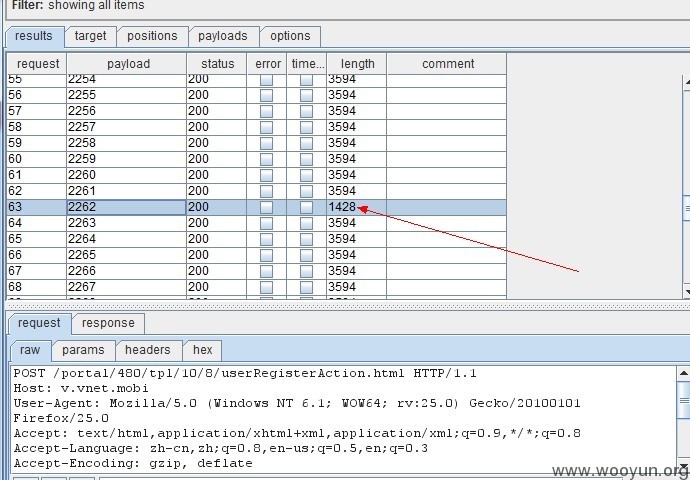 Filter: showing all items
results target positions payloads options
request payload status error time... length comment
55 2254 200 3594
56 2255 200 3594
57 2256 200 3594
58 2257 200 3594
59 2258 200 3594
60 2259 200 3594
61 2260 200 3594
62 2261 200 3594
63 2262 200 1428
64 2263 200 3594
65 2264 200 3594
66 2265 200 3594
67 2266 200 3594
68 2267 200 3594
request response
raw params headers hex
POST /portal/480/tpl/10/8/userRegisterAction.html HTTP/1.1
Host: v.vnet.mobi
User-Agent: Mozilla/5.0 (Windows NT 6.1; WOW64; rv:25.0) Gecko/20100101
Firefox/25.0
Accept: text/html,application/xhtml+xml,application/xml;q=0.9,*/*;q=0.8
Accept-Language: zh-cn,zh;q=0.8,en-us;q=0.5,en;q=0.3
Accept-Encoding: gzip, deflate
www.wooyun.org